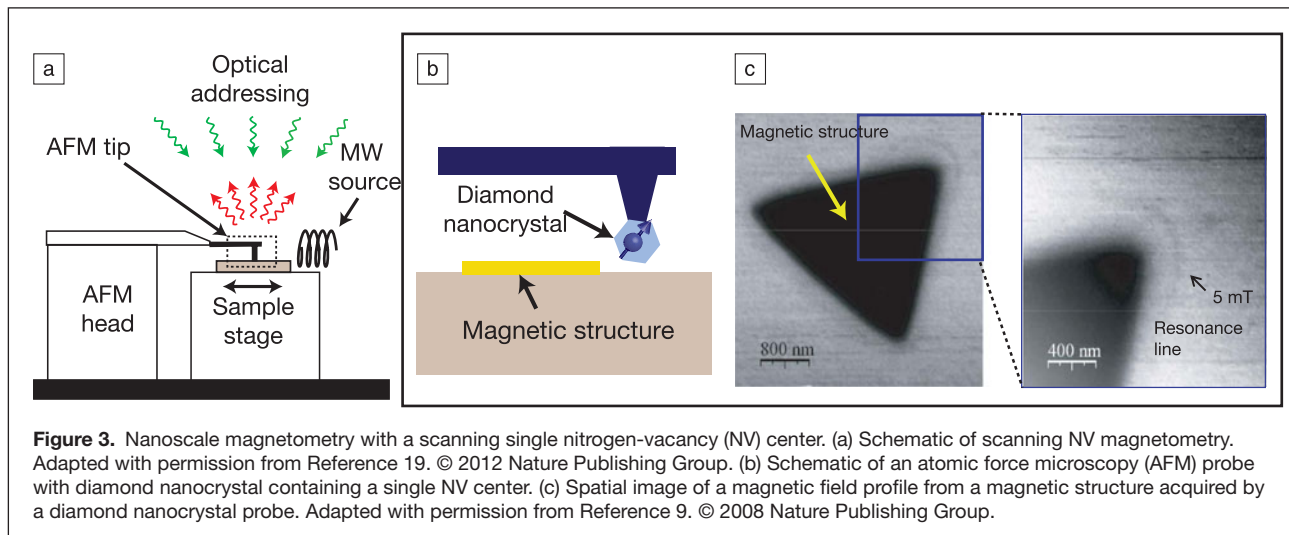 a
Optical
addressing
AFM tip
MW
source
AFM
head
Sample
stage
b
Diamond
nanocrystal
Magnetic structure
c
Magnetic structure
800 nm
5 mT
Resonance
line
400 nm
Figure 3. Nanoscale magnetometry with a scanning single nitrogen-vacancy (NV) center. (a) Schematic of scanning NV magnetometry.
Adapted with permission from Reference 19. © 2012 Nature Publishing Group. (b) Schematic of an atomic force microscopy (AFM) probe
with diamond nanocrystal containing a single NV center. (c) Spatial image of a magnetic field profile from a magnetic structure acquired by
a diamond nanocrystal probe. Adapted with permission from Reference 9. © 2008 Nature Publishing Group.